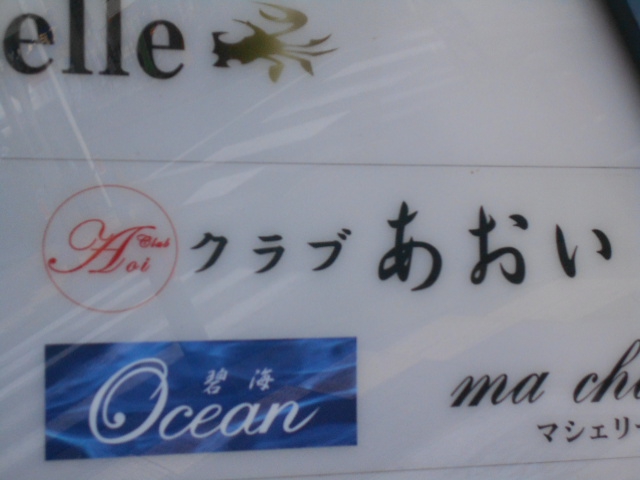 elle
Club Aoi クラブ あおい
碧海
Ocean
ma ch
マシェリ